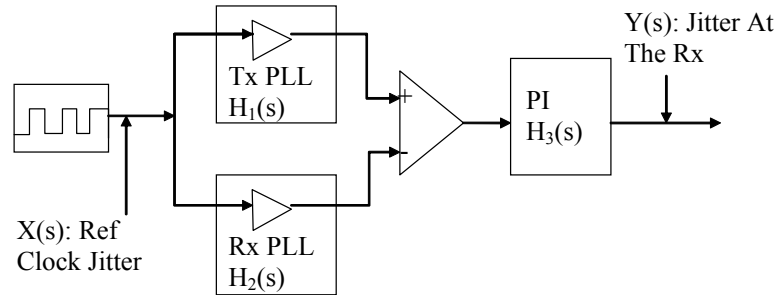 Tx PLL
H₁(s)
Y(s): Jitter At
The Rx
+
-
PI
H₃(s)
X(s): Ref
Clock Jitter
Rx PLL
H₂(s)